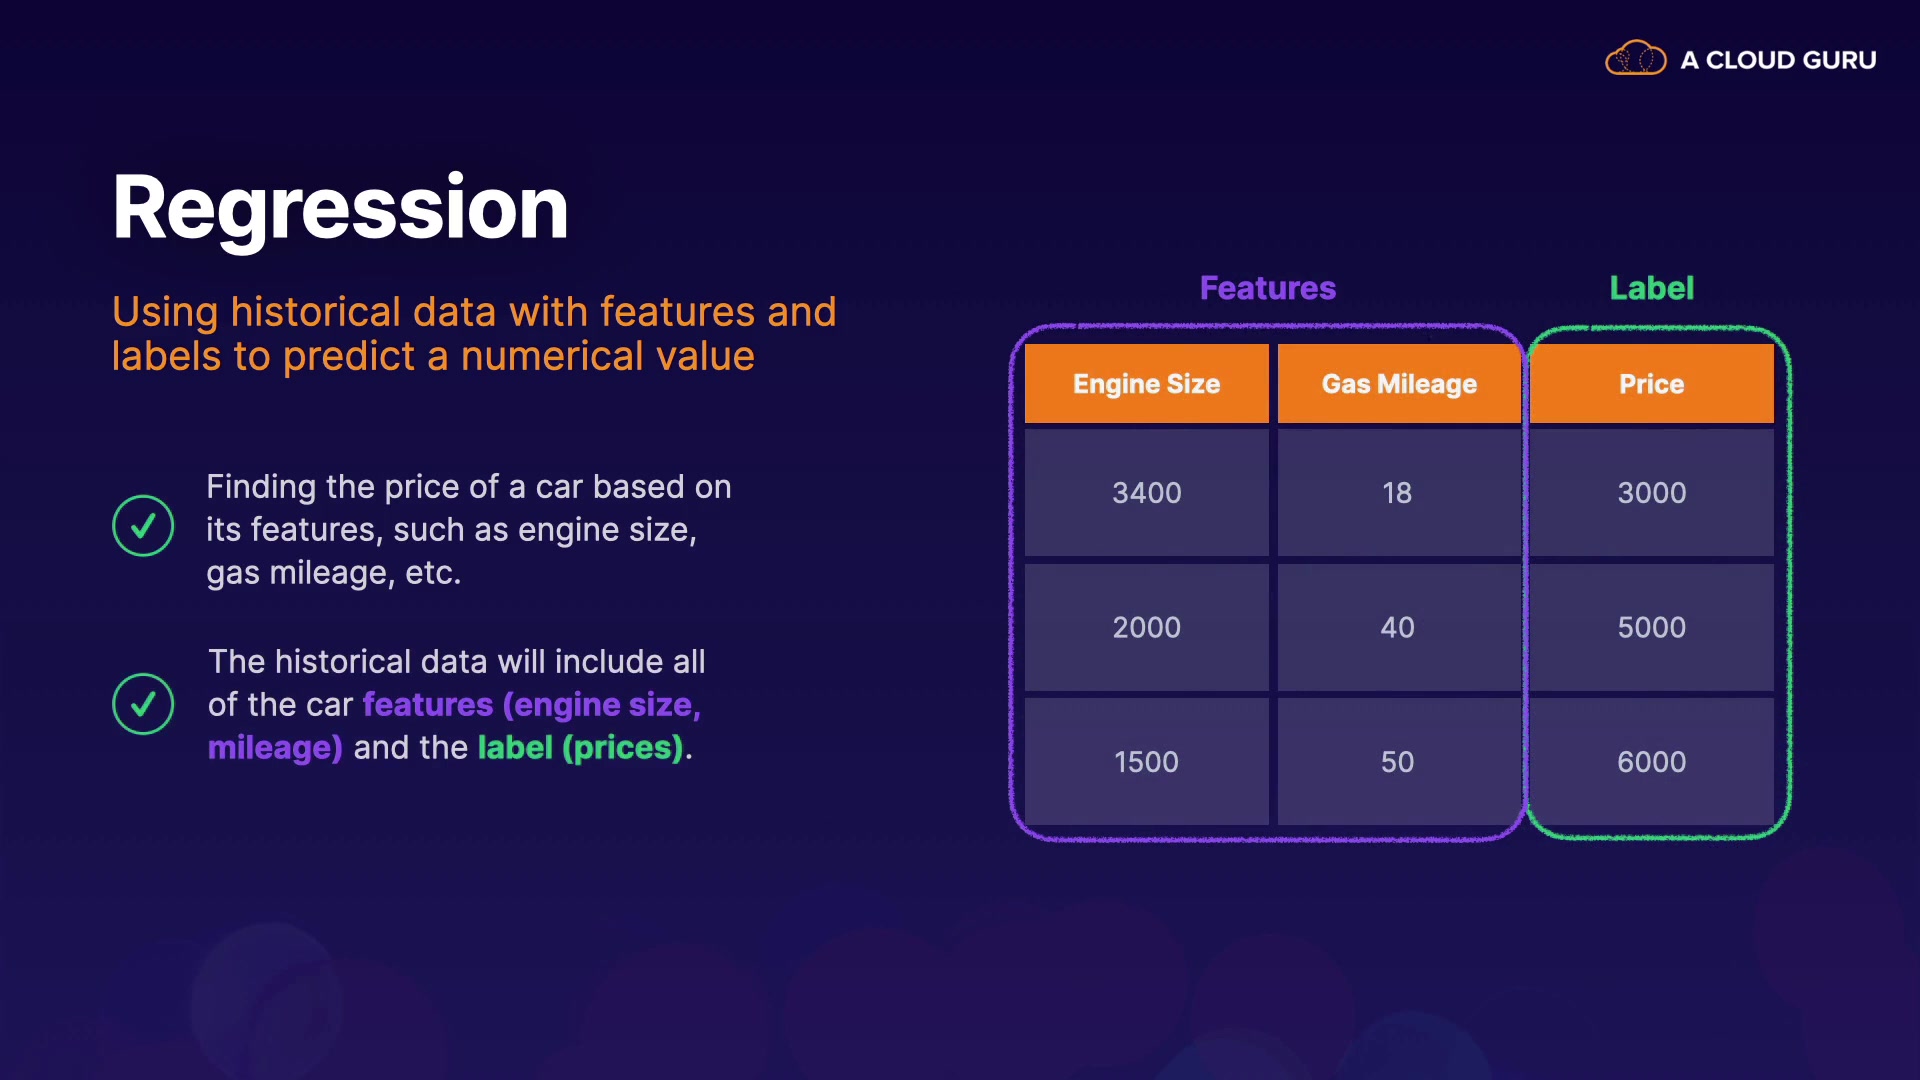 A CLOUD GURU
Regression
Using historical data with features and
labels to predict a numerical value
Finding the price of a car based on
its features, such as engine size,
gas mileage, etc.
The historical data will include all
of the car features (engine size,
mileage) and the label (prices).
Features Label
Engine Size Gas Mileage Price
3400 18 3000
2000 40 5000
1500 50 6000